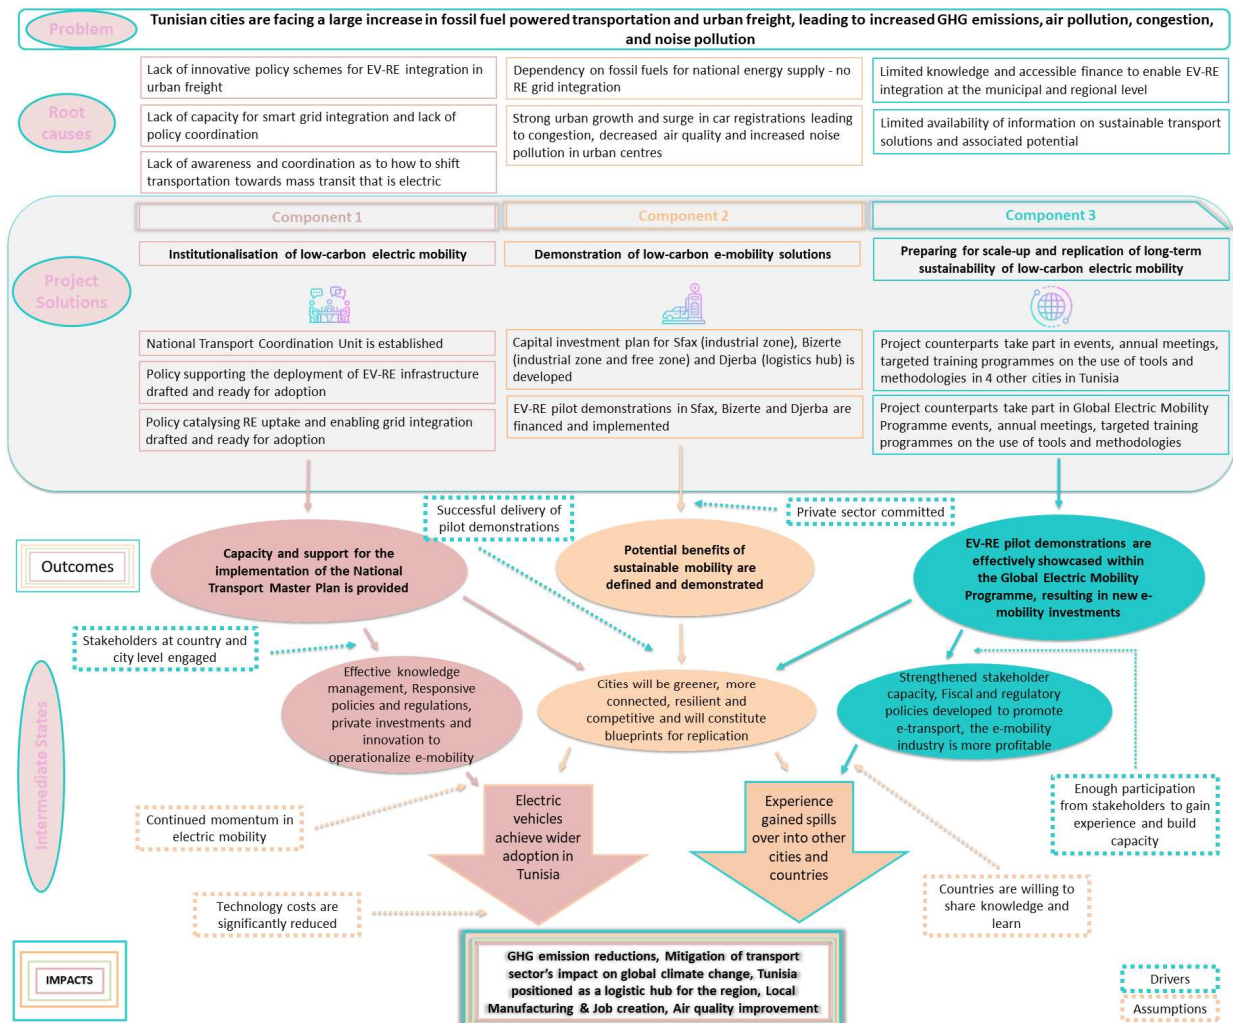 Problem
Tunisian cities are facing a large increase in fossil fuel powered transportation and urban freight, leading to increased GHG emissions, air pollution, congestion,
and noise pollution
Root
causes
Lack of innovative policy schemes for EV-RE integration in
urban freight
Lack of capacity for smart grid integration and lack of
policy coordination
Lack of awareness and coordination as to how to shift
transportation towards mass transit that is electric
Dependency on fossil fuels for national energy supply - no
RE grid integration
Strong urban growth and surge in car registrations leading
to congestion, decreased air quality and increased noise
pollution in urban centres
Limited knowledge and accessible finance to enable EV-RE
integration at the municipal and regional level
Limited availability of information on sustainable transport
solutions and associated potential
Project
Solutions
Component 1
Institutionalisation of low-carbon electric mobility
National Transport Coordination Unit is established
Policy supporting the deployment of EV-RE infrastructure
drafted and ready for adoption
Policy catalysing RE uptake and enabling grid integration
drafted and ready for adoption
Component 2
Demonstration of low-carbon e-mobility solutions
Capital investment plan for Sfax (industrial zone), Bizerte
(industrial zone and free zone) and Djerba (logistics hub) is
developed
EV-RE pilot demonstrations in Sfax, Bizerte and Djerba are
financed and implemented
Component 3
Preparing for scale-up and replication of long-term
sustainability of low-carbon electric mobility
Project counterparts take part in events, annual meetings,
targeted training programmes on the use of tools and
methodologies in 4 other cities in Tunisia
Project counterparts take part in Global Electric Mobility
Programme events, annual meetings, targeted training
programmes on the use of tools and methodologies
Successful delivery of
pilot demonstrations
Private sector committed
Outcomes
Capacity and support for the
implementation of the National
Transport Master Plan is provided
Potential benefits of
sustainable mobility are
defined and demonstrated
EV-RE pilot demonstrations are
effectively showcased within
the Global Electric Mobility
Programme, resulting in new e-
mobility investments
Stakeholders at country and
city level engaged
Intermediate States
Effective knowledge
management, Responsive
policies and regulations,
private investments and
innovation to
operationalize e-mobility
Cities will be greener, more
connected, resilient and
competitive and will constitute
blueprints for replication
Strengthened stakeholder
capacity, Fiscal and regulatory
policies developed to promote
e-transport, the e-mobility
industry is more profitable
Continued momentum in
electric mobility
Electric
vehicles
achieve wider
adoption in
Tunisia
Experience
gained spills
over into other
cities and
countries
Enough participation
from stakeholders to gain
experience and build
capacity
Technology costs are
significantly reduced
Countries are willing to
share knowledge and
learn
IMPACTS
GHG emission reductions, Mitigation of transport
sector's impact on global climate change, Tunisia
positioned as a logistic hub for the region, Local
Manufacturing & Job creation, Air quality improvement
Drivers
Assumptions